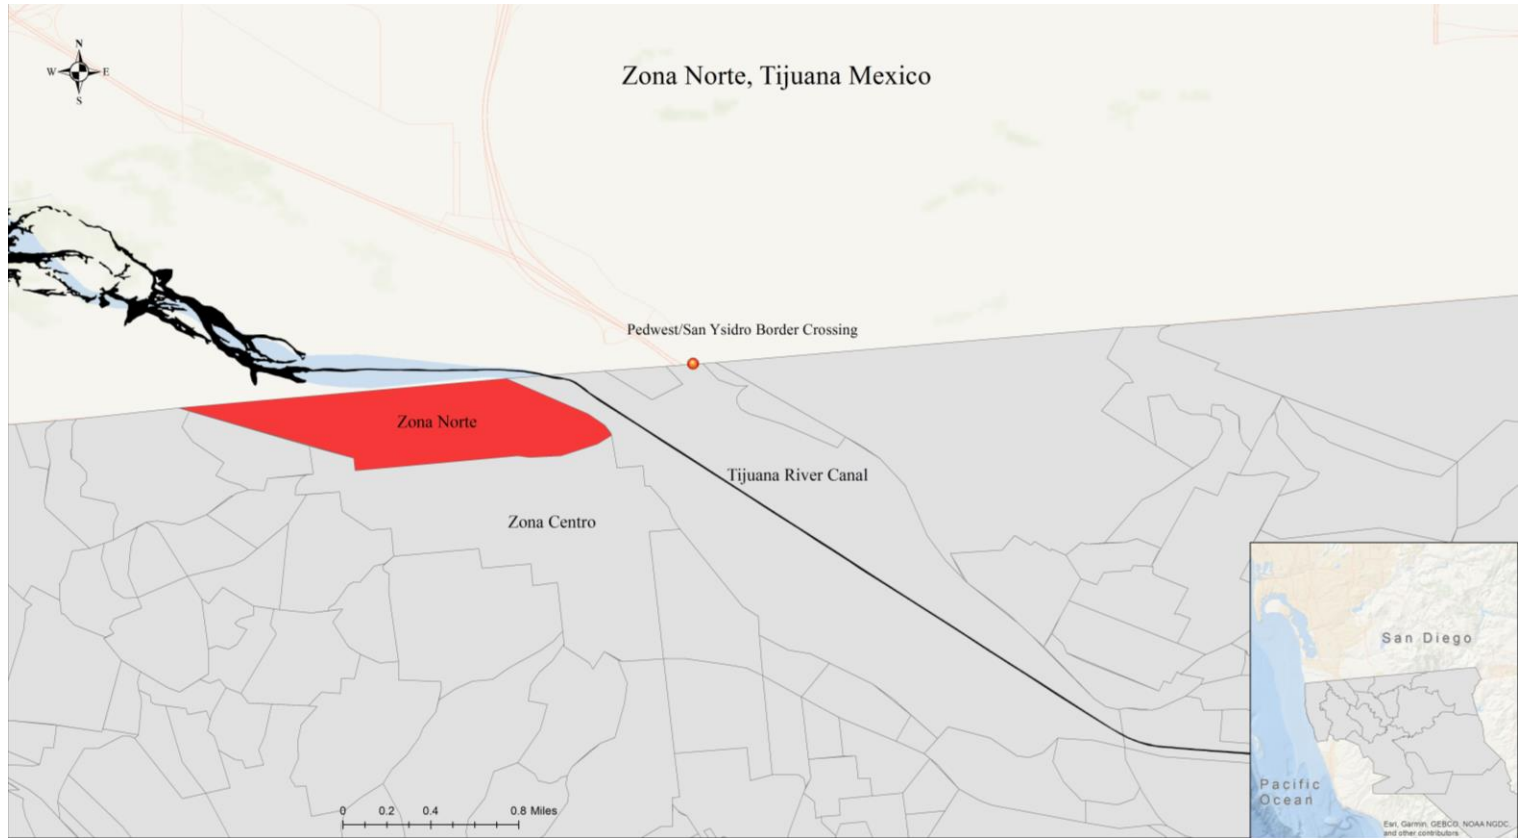 N
W E
S
Zona Norte, Tijuana Mexico
Pedwest/San Ysidro Border Crossing
Zona Norte
Tijuana River Canal
Zona Centro
San Diego
Pacific
Ocean
0 0.2 0.4 0.8 Miles
Esri, Garmin, GEBCO, NOAA NGDC,
and other contributors